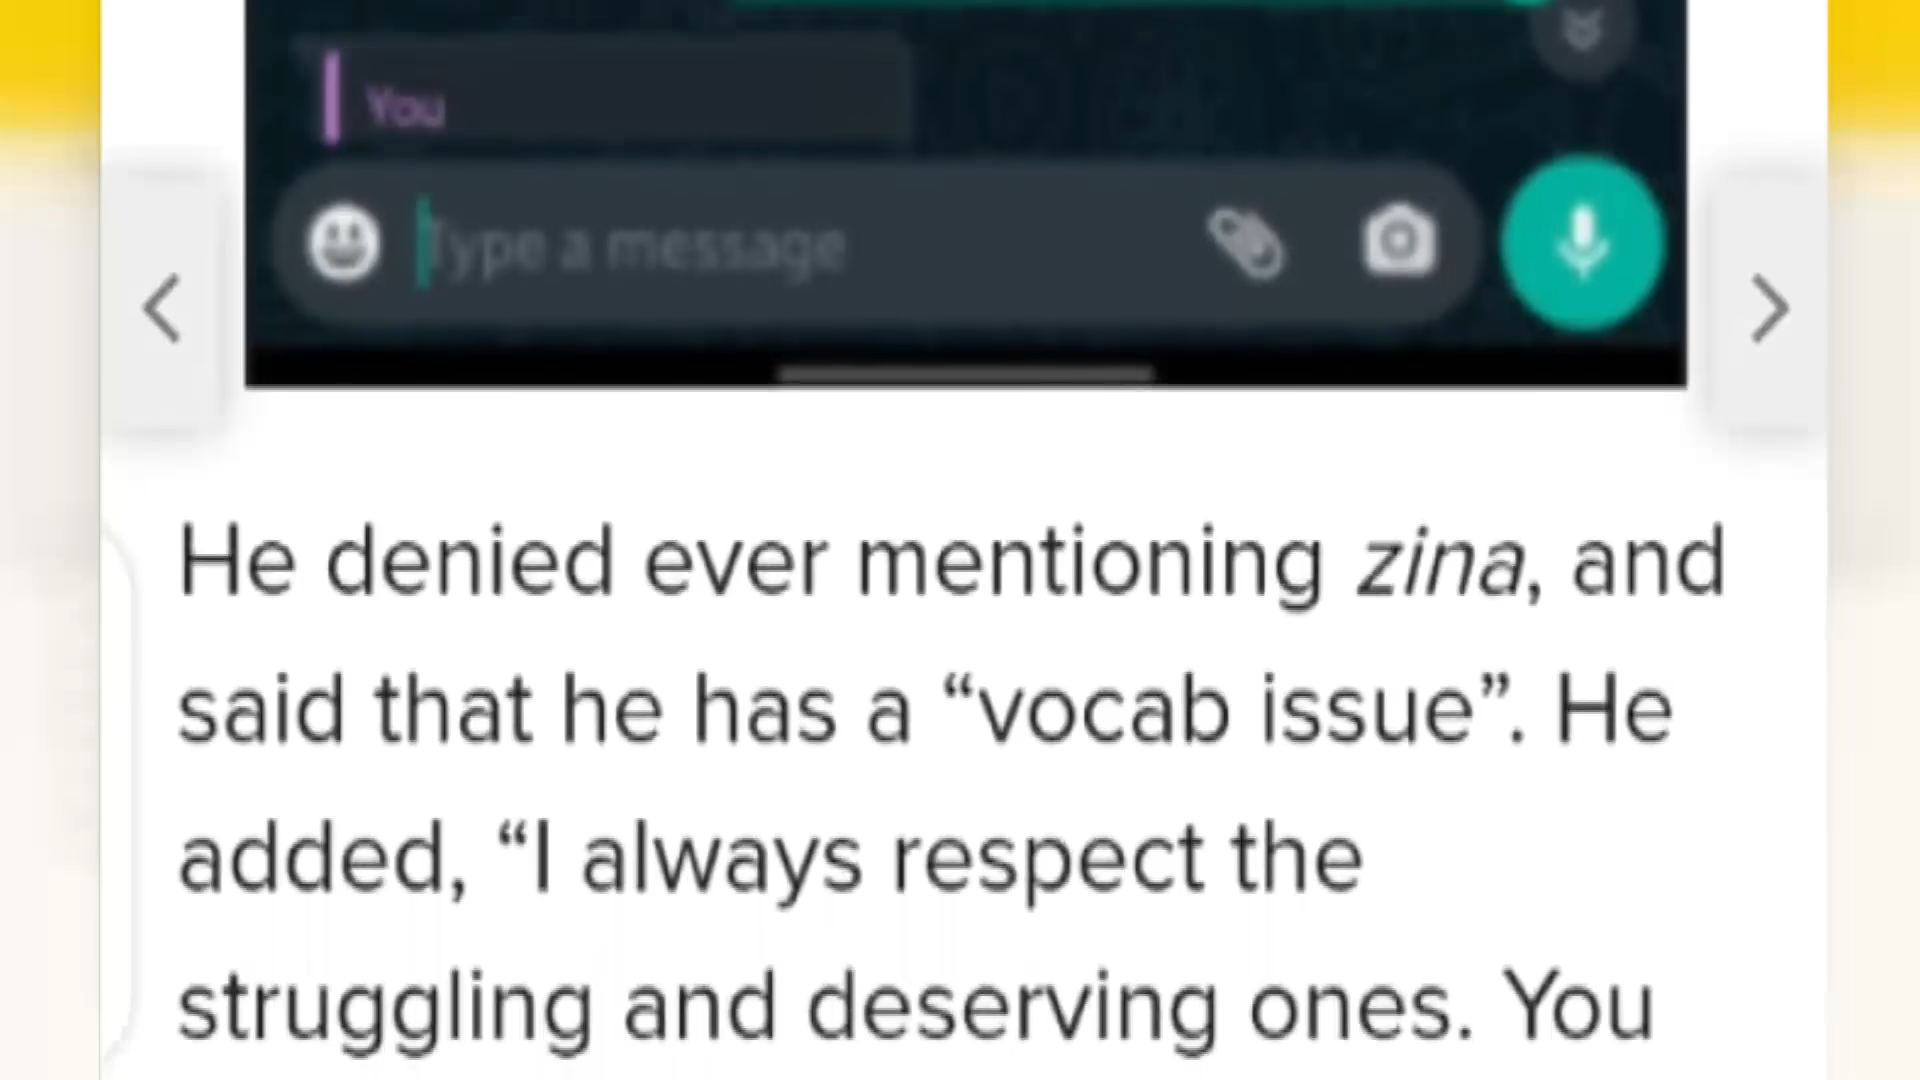 You
Type a message
He denied ever mentioning zina, and
said that he has a “vocab issue”. He
added, “I always respect the
struggling and deserving ones. You